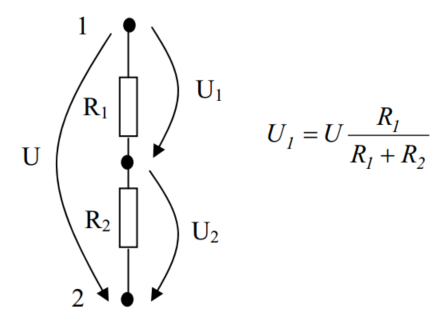 1
U₁
R₁
U
R₂
U₂
2
U₁ = U R₁ / (R₁ + R₂)